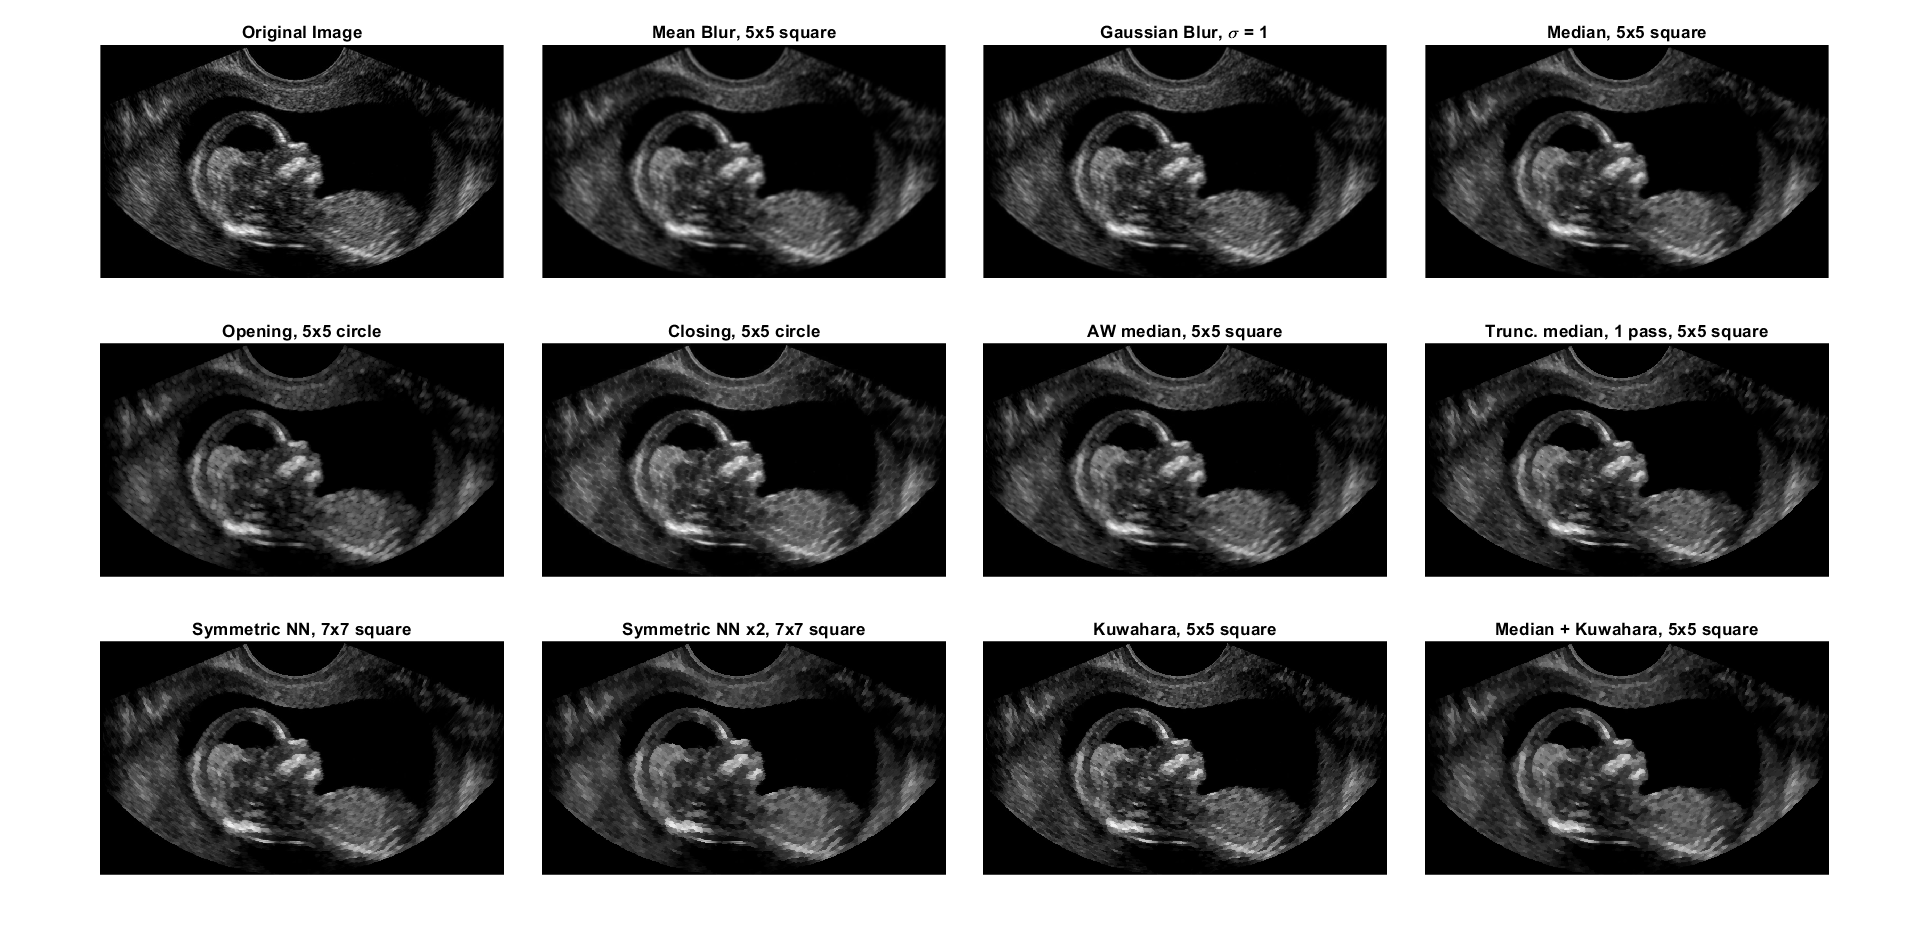 Original Image
Mean Blur, 5x5 square
Gaussian Blur, σ = 1
Median, 5x5 square
Opening, 5x5 circle
Closing, 5x5 circle
AW median, 5x5 square
Trunc. median, 1 pass, 5x5 square
Symmetric NN, 7x7 square
Symmetric NN x2, 7x7 square
Kuwahara, 5x5 square
Median + Kuwahara, 5x5 square